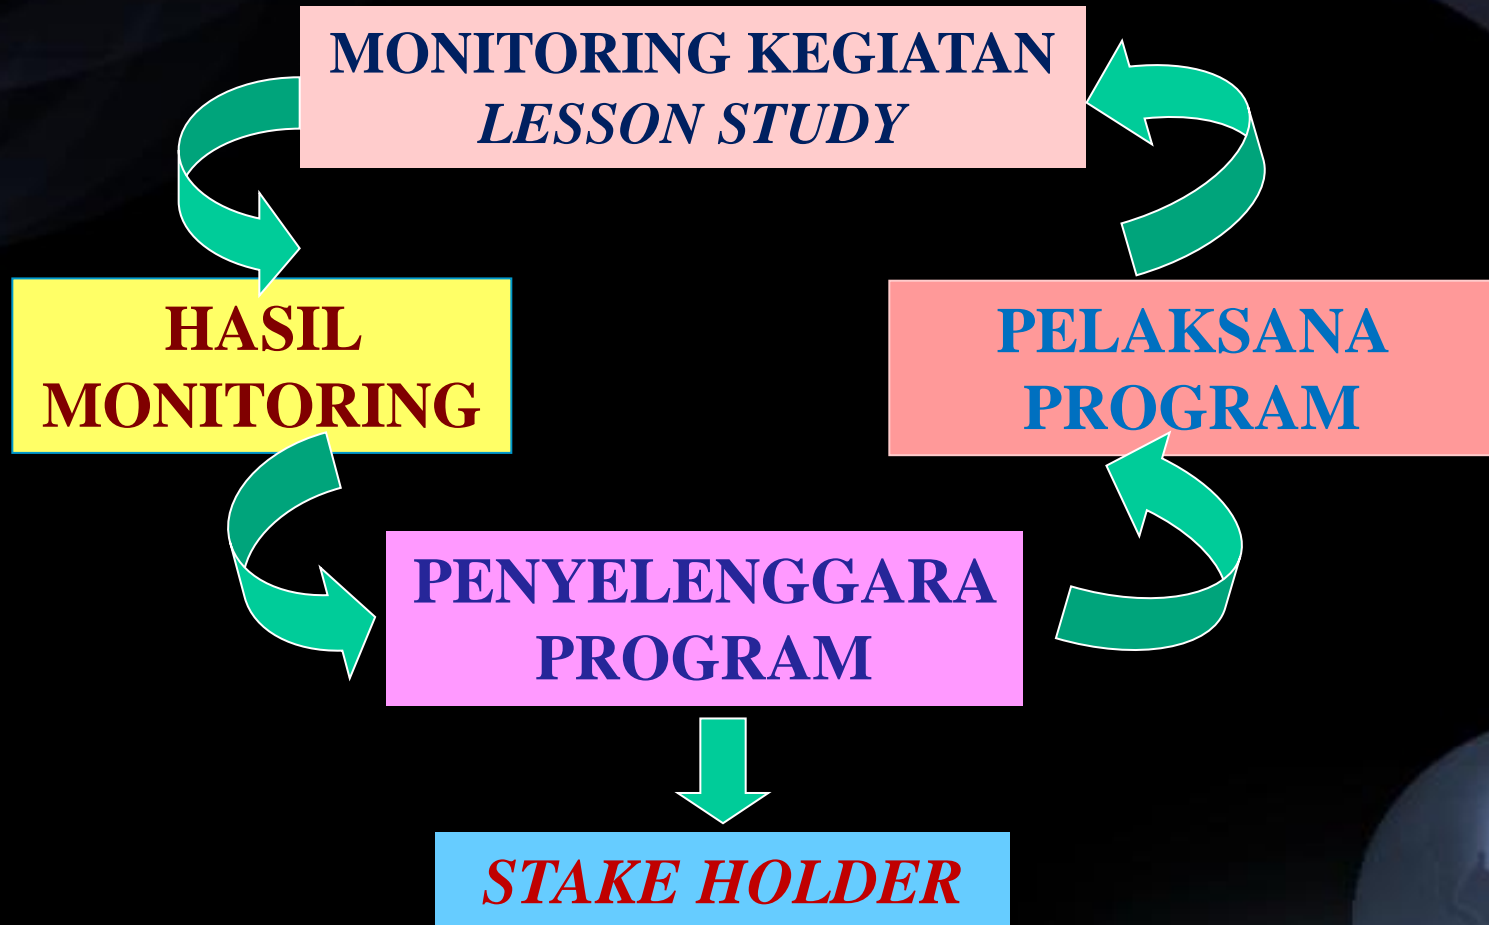 MONITORING KEGIATAN
LESSON STUDY
HASIL
MONITORING
PELAKSANA
PROGRAM
PENYELENGGARA
PROGRAM
STAKE HOLDER